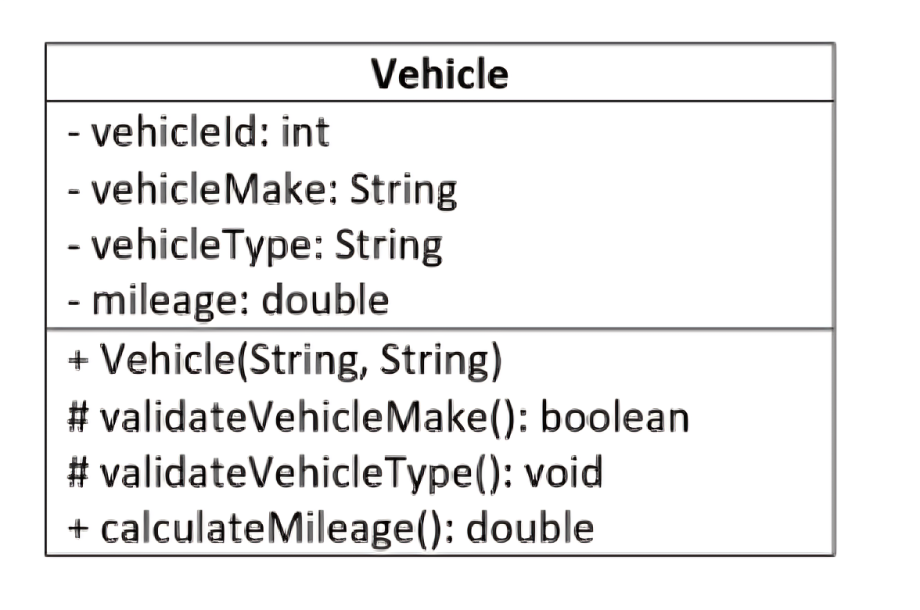 Vehicle
- vehicleId: int
- vehicleMake: String
- vehicleType: String
- mileage: double
+ Vehicle(String, String)
# validateVehicleMake(): boolean
# validateVehicleType(): void
+ calculateMileage(): double